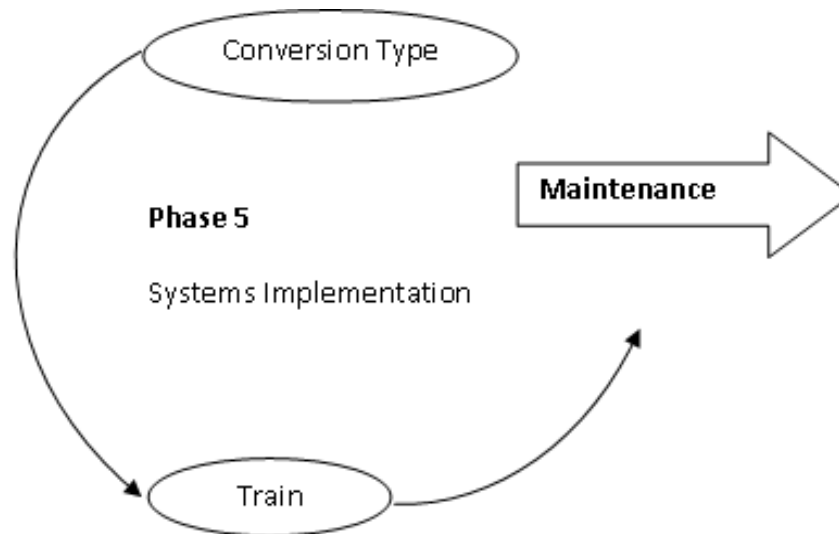 Conversion Type
Maintenance
Phase 5
Systems Implementation
Train